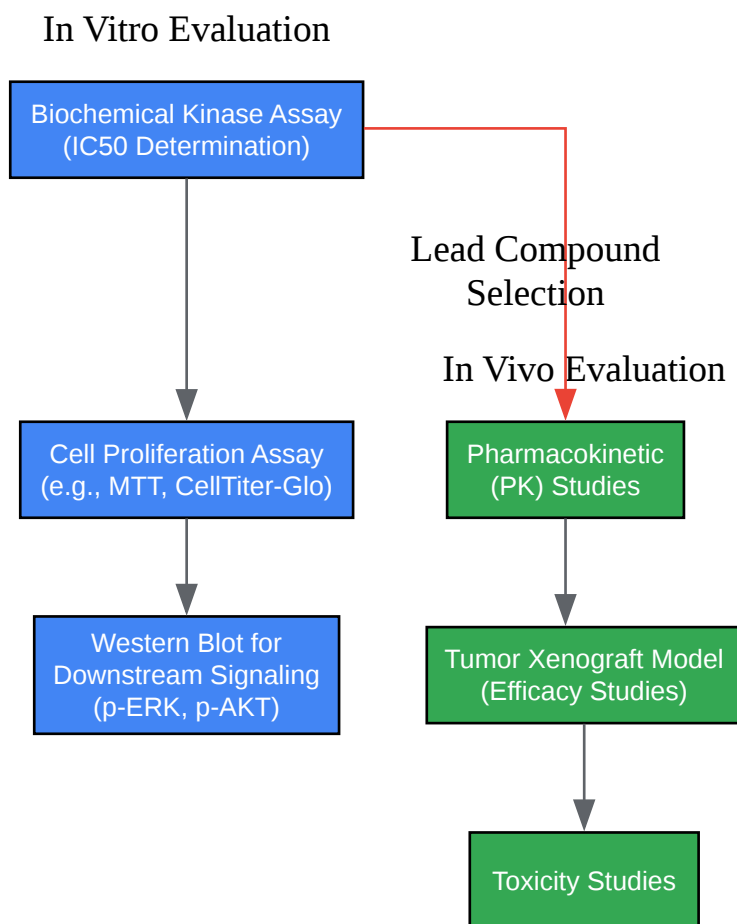 In Vitro Evaluation
Biochemical Kinase Assay
(IC50 Determination)
Lead Compound
Selection
In Vivo Evaluation
Cell Proliferation Assay
(e.g., MTT, CellTiter-Glo)
Pharmacokinetic
(PK) Studies
Western Blot for
Downstream Signaling
(p-ERK, p-AKT)
Tumor Xenograft Model
(Efficacy Studies)
Toxicity Studies